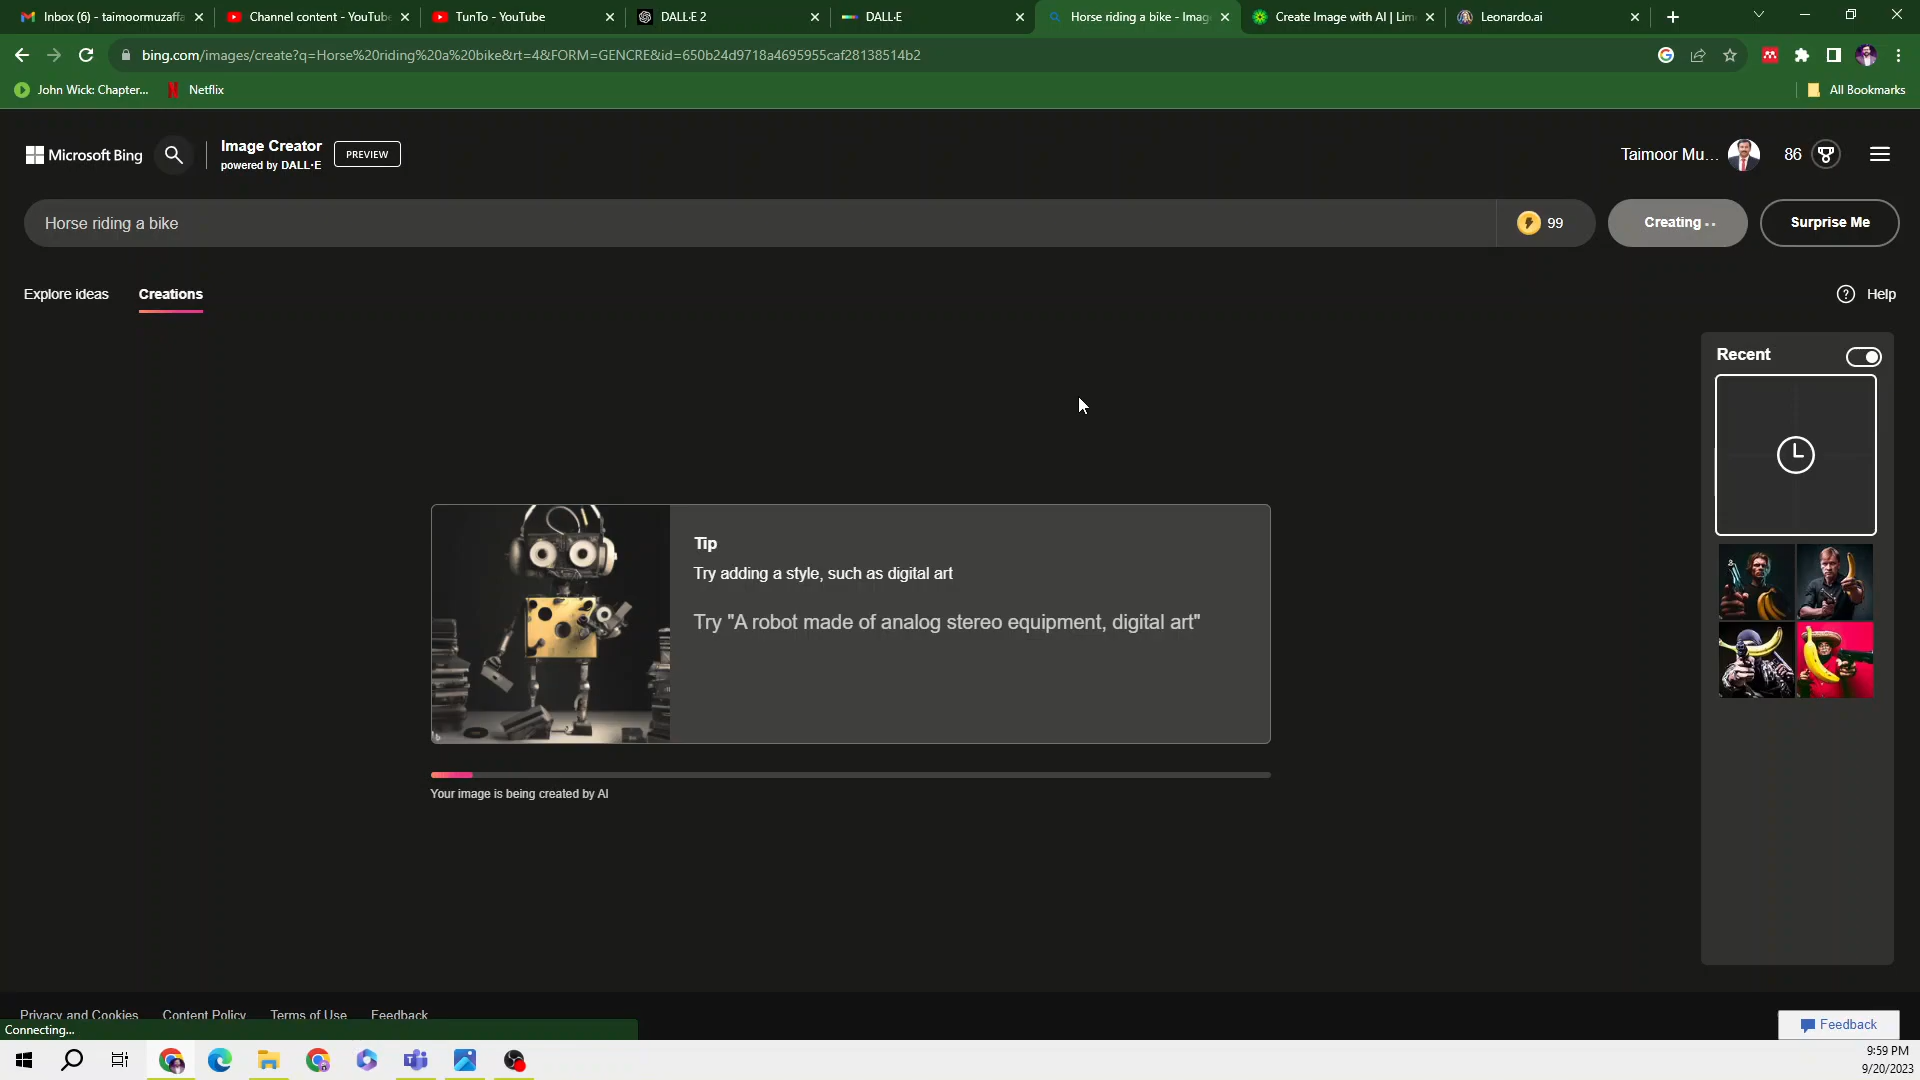 Inbox (6) - taimoormuzaffa
Channel content - YouTube
TunTo - YouTube
DALL·E 2
DALL·E
Horse riding a bike - Imag
Create Image with AI | Lim
Leonardo.ai
bing.com/images/create?q=Horse%20riding%20a%20bike&rt=4&FORM=GENCRE&id=650b24d9718a4695955caf28138514b2
John Wick: Chapter...
Netflix
All Bookmarks
Microsoft Bing
Image Creator
powered by DALL·E
PREVIEW
Taimoor Mu...
86
Horse riding a bike
99
Creating ..
Surprise Me
Explore ideas
Creations
Help
Recent
Tip
Try adding a style, such as digital art
Try "A robot made of analog stereo equipment, digital art"
Your image is being created by AI
Privacy and Cookies
Content Policy
Terms of Use
Feedback
Connecting...
Feedback
9:59 PM
9/20/2023